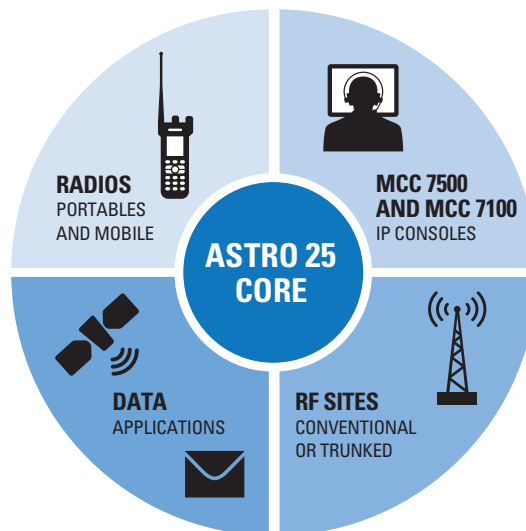 RADIOS
PORTABLES
AND MOBILE
MCC 7500
AND MCC 7100
IP CONSOLES
ASTRO 25
CORE
DATA
APPLICATIONS
RF SITES
CONVENTIONAL
OR TRUNKED